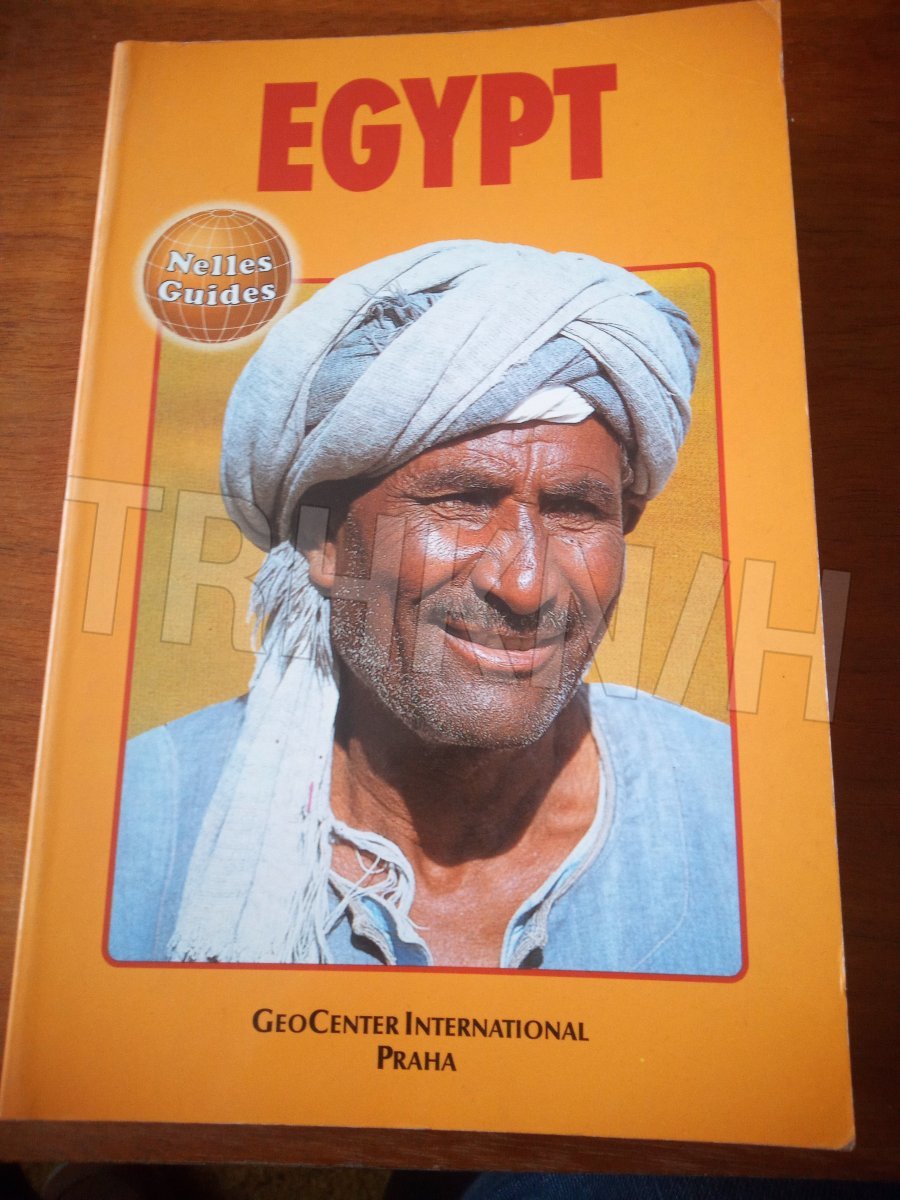 EGYPT
Nelles
Guides
GEOCENTER INTERNATIONAL
PRAHA